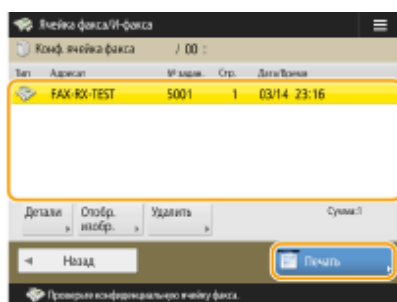 Ячейка факса/И-факса
Конф. ячейка факса / 00 :
Тип Адресат № задан. Стр. Дата/Время
FAX-RX-TEST 5001 1 03/14 23:16
Детали Отобр. изобр. Удалить Сумма:1
Назад Печать
Проверьте конфиденциальную ячейку факса.